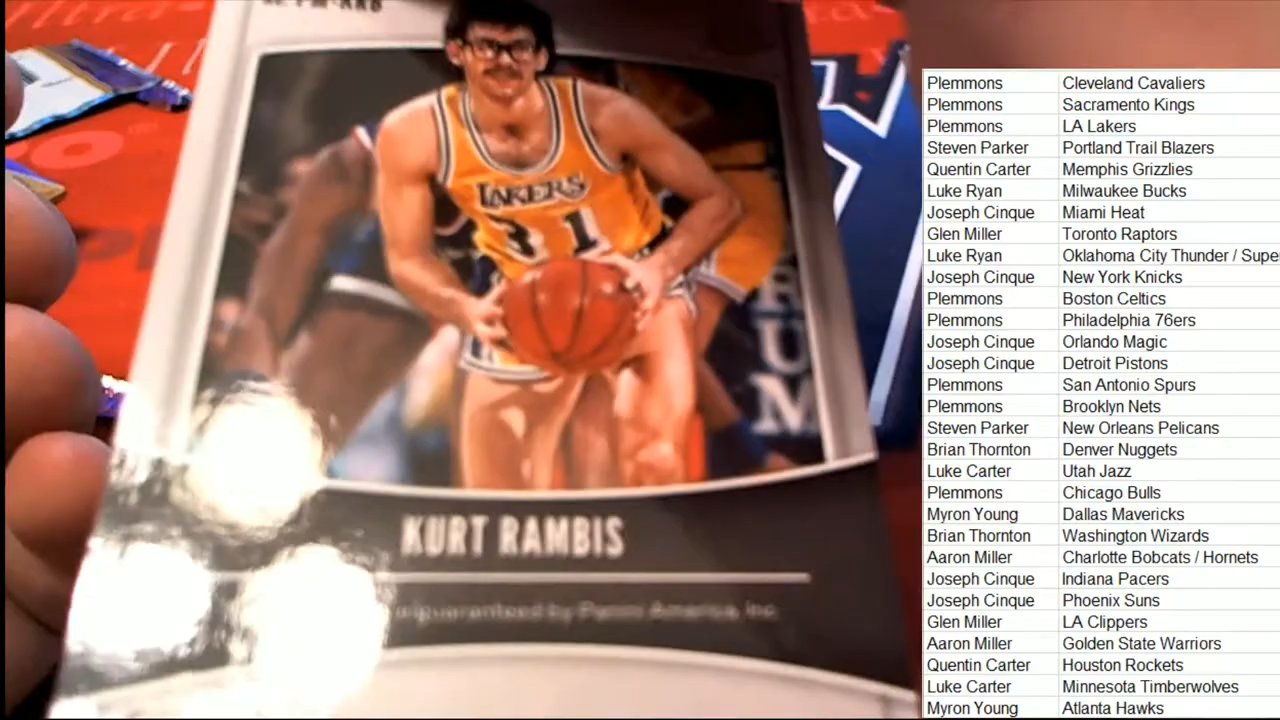 LAKERS
31
RUM
KURT RAMBIS
guaranteed by Panini America, Inc.
Plemmons Cleveland Cavaliers
Plemmons Sacramento Kings
Plemmons LA Lakers
Steven Parker Portland Trail Blazers
Quentin Carter Memphis Grizzlies
Luke Ryan Milwaukee Bucks
Joseph Cinque Miami Heat
Glen Miller Toronto Raptors
Luke Ryan Oklahoma City Thunder / Supe
Joseph Cinque New York Knicks
Plemmons Boston Celtics
Plemmons Philadelphia 76ers
Joseph Cinque Orlando Magic
Joseph Cinque Detroit Pistons
Plemmons San Antonio Spurs
Plemmons Brooklyn Nets
Steven Parker New Orleans Pelicans
Brian Thornton Denver Nuggets
Luke Carter Utah Jazz
Plemmons Chicago Bulls
Myron Young Dallas Mavericks
Brian Thornton Washington Wizards
Aaron Miller Charlotte Bobcats / Hornets
Joseph Cinque Indiana Pacers
Joseph Cinque Phoenix Suns
Glen Miller LA Clippers
Aaron Miller Golden State Warriors
Quentin Carter Houston Rockets
Luke Carter Minnesota Timberwolves
Myron Young Atlanta Hawks